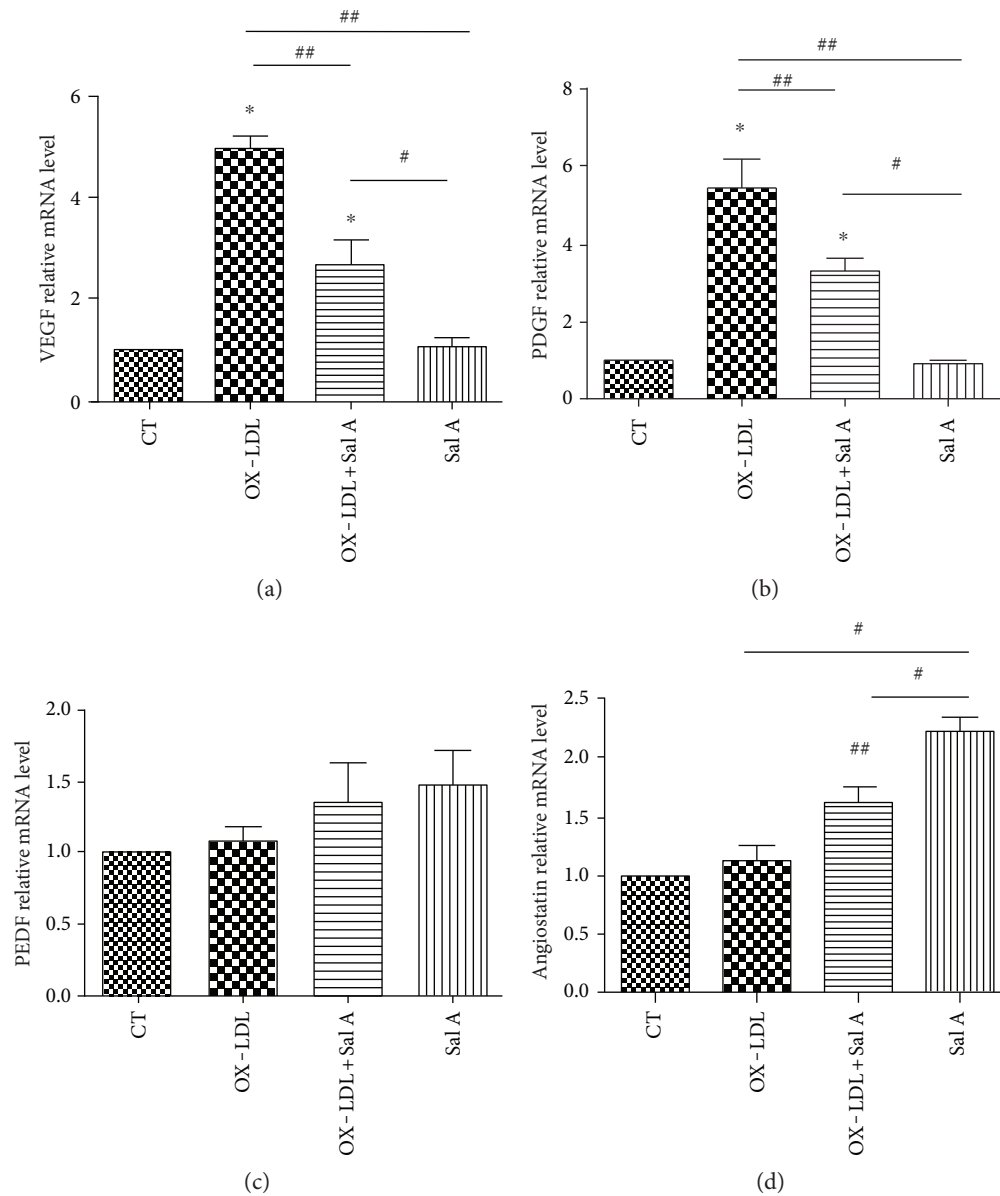 ##
##
*
#
*
6
4
2
0
VEGF relative mRNA level
CT
OX-LDL
OX-LDL+Sal A
Sal A
(a)
##
##
*
#
*
8
6
4
2
0
PDGF relative mRNA level
CT
OX-LDL
OX-LDL+Sal A
Sal A
(b)
2.0
1.5
1.0
0.5
0.0
PEDF relative mRNA level
CT
OX-LDL
OX-LDL+Sal A
Sal A
(c)
#
#
##
2.5
2.0
1.5
1.0
0.5
0.0
Angiostatin relative mRNA level
CT
OX-LDL
OX-LDL+Sal A
Sal A
(d)